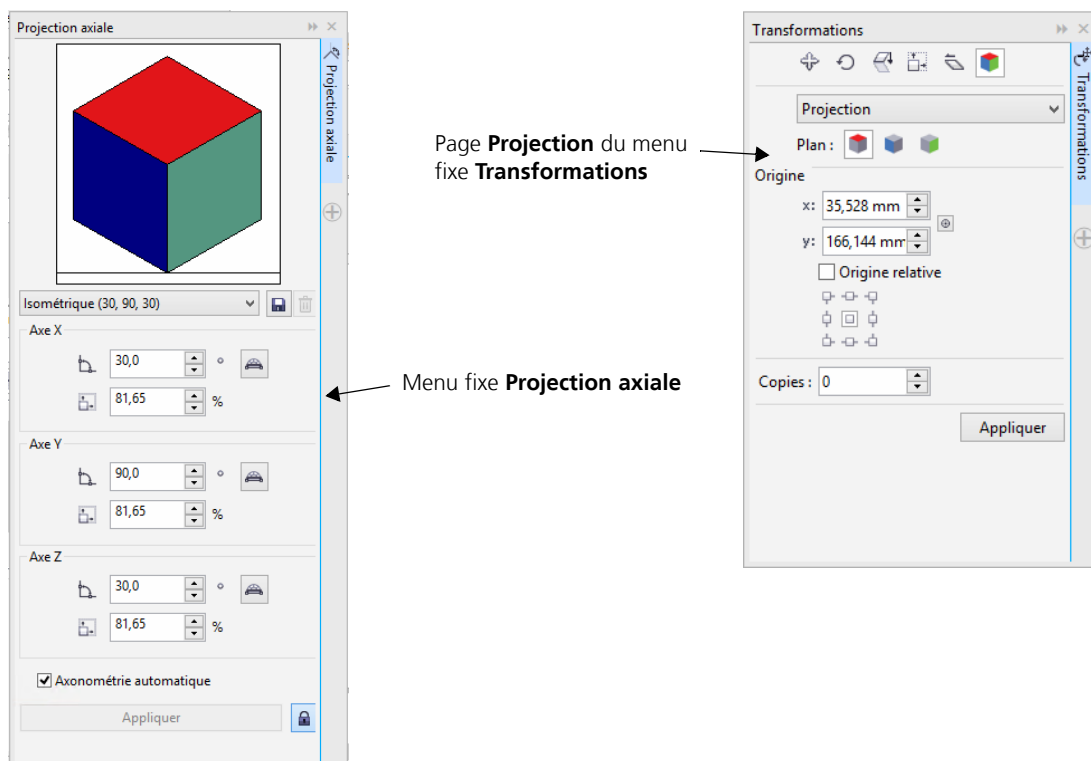 Projection axiale
Projection axiale
Isométrique (30, 90, 30)
Axe X
30,0 °
81,65 %
Axe Y
90,0 °
81,65 %
Axe Z
30,0 °
81,65 %
Axonométrie automatique
Appliquer
Page Projection du menu
fixe Transformations
Menu fixe Projection axiale
Transformations
Transformations
Projection
Plan :
Origine
x: 35,528 mm
y: 166,144 mm
Origine relative
Copies : 0
Appliquer